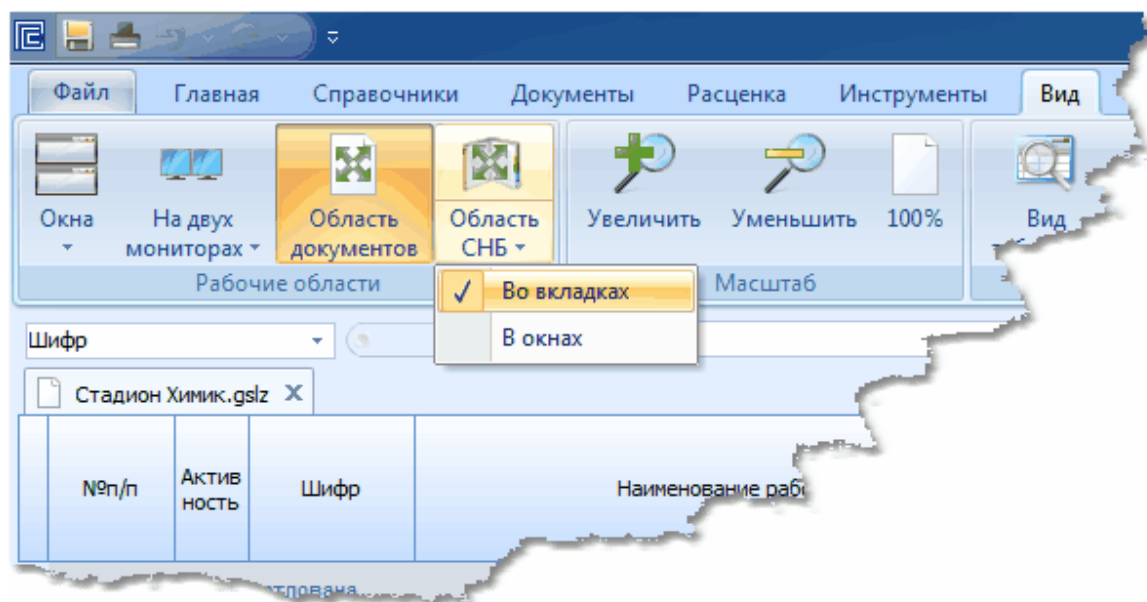 Файл Главная Справочники Документы Расценка Инструменты Вид
Окна На двух мониторах Область документов Область СНБ Увеличить Уменьшить 100% Вид
Рабочие области Масштаб
Во вкладках
В окнах
Шифр
Стадион Химик.gslz
№п/п Актив ность Шифр Наименование